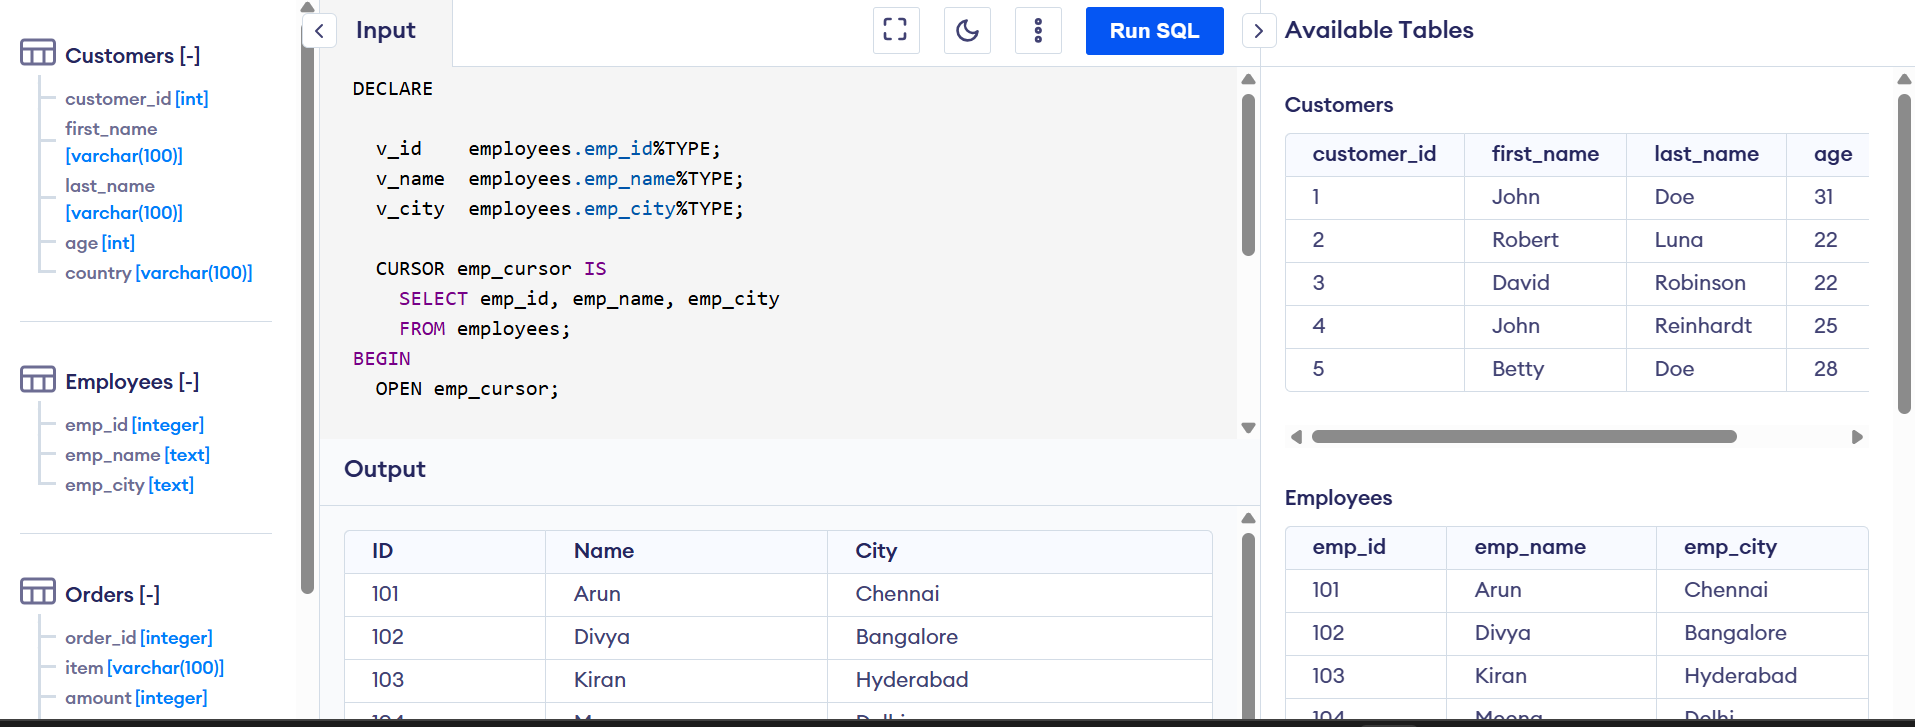 Customers [-]
customer_id [int]
first_name
[varchar(100)]
last_name
[varchar(100)]
age [int]
country [varchar(100)]
Employees [-]
emp_id [integer]
emp_name [text]
emp_city [text]
Orders [-]
order_id [integer]
item [varchar(100)]
amount [integer]
Input
Run SQL
DECLARE
v_id    employees.emp_id%TYPE;
v_name  employees.emp_name%TYPE;
v_city  employees.emp_city%TYPE;
CURSOR emp_cursor IS
SELECT emp_id, emp_name, emp_city
FROM employees;
BEGIN
OPEN emp_cursor;
Output
ID Name City
101 Arun Chennai
102 Divya Bangalore
103 Kiran Hyderabad
Available Tables
Customers
customer_id first_name last_name age
1 John Doe 31
2 Robert Luna 22
3 David Robinson 22
4 John Reinhardt 25
5 Betty Doe 28
Employees
emp_id emp_name emp_city
101 Arun Chennai
102 Divya Bangalore
103 Kiran Hyderabad
104 Meena Delhi